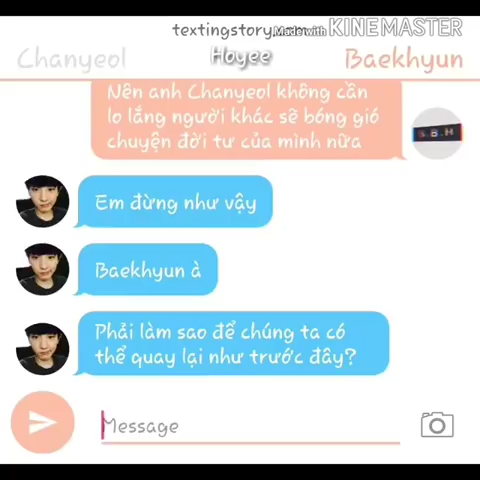 textingstory.com
Made with KINEMASTER
Chanyeol
Hoyee
Baekhyun
Nên anh Chanyeol không cần
lo lắng người khác sẽ bóng gió
chuyện đời tư của mình nữa
S.B.H
Em đừng như vậy
Baekhyun à
Phải làm sao để chúng ta có
thể quay lại như trước đây?
Message